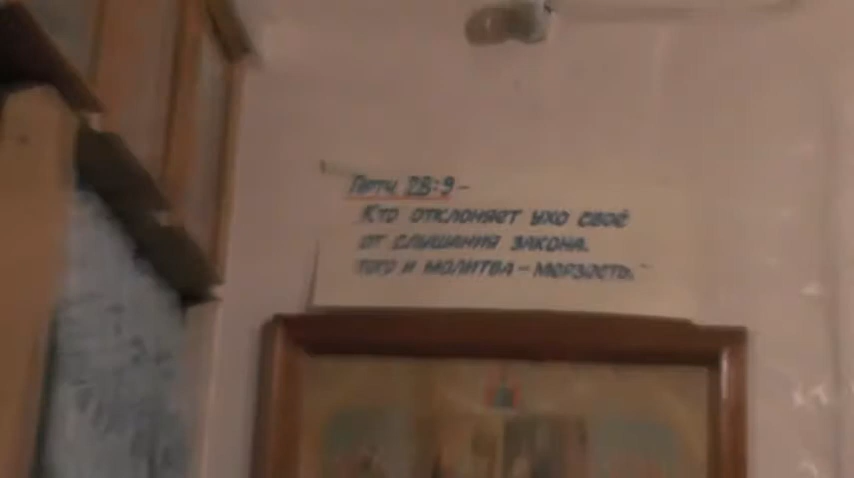 Притч 28:9-
Кто отклоняет ухо своё
от слышания закона,
того и молитва - мерзость.